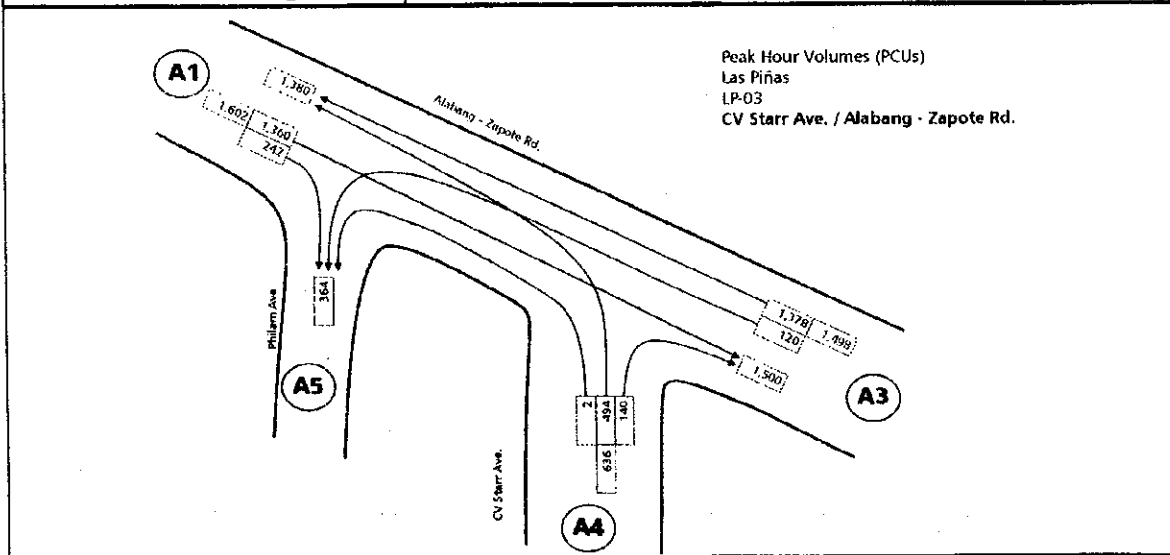 A1
1,380
1,602
1,360
242
Alabang - Zapote Rd.
Peak Hour Volumes (PCUs)
Las Piñas
LP-03
CV Starr Ave. / Alabang - Zapote Rd.
364
Philam Ave
A5
1,378
1,498
120
1,500
A3
2
494
140
636
CV Starr Ave.
A4